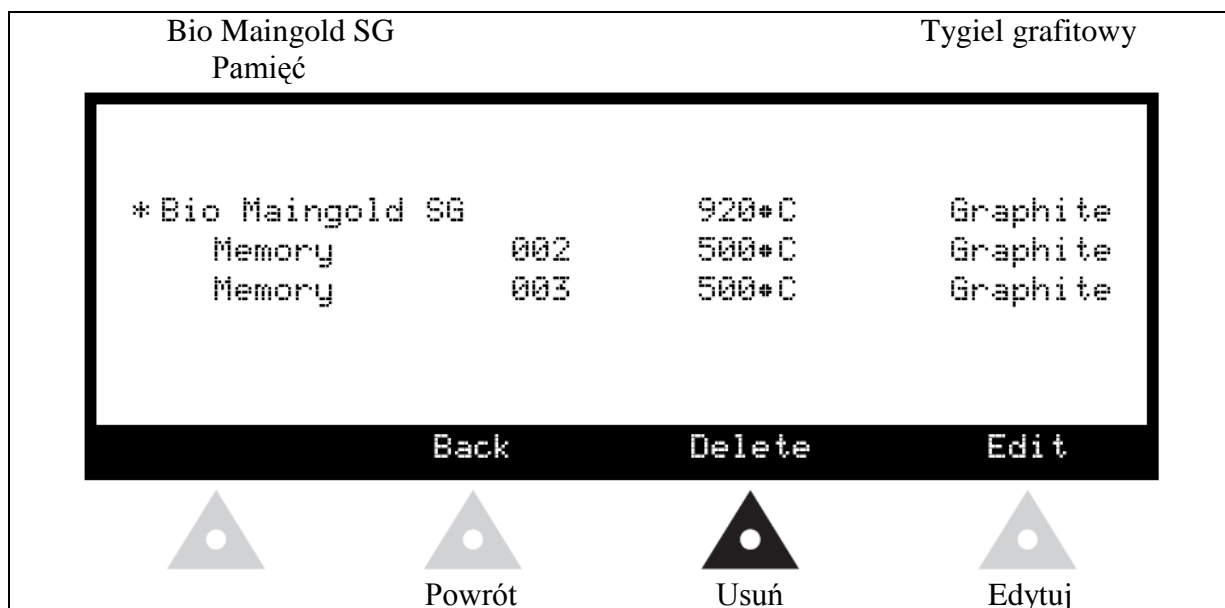 Bio Maingold SG Tygiel grafitowy
Pamięć
*Bio Maingold SG 920°C Graphite
Memory 002 500°C Graphite
Memory 003 500°C Graphite
Back Delete Edit
Powrót Usuń Edytuj